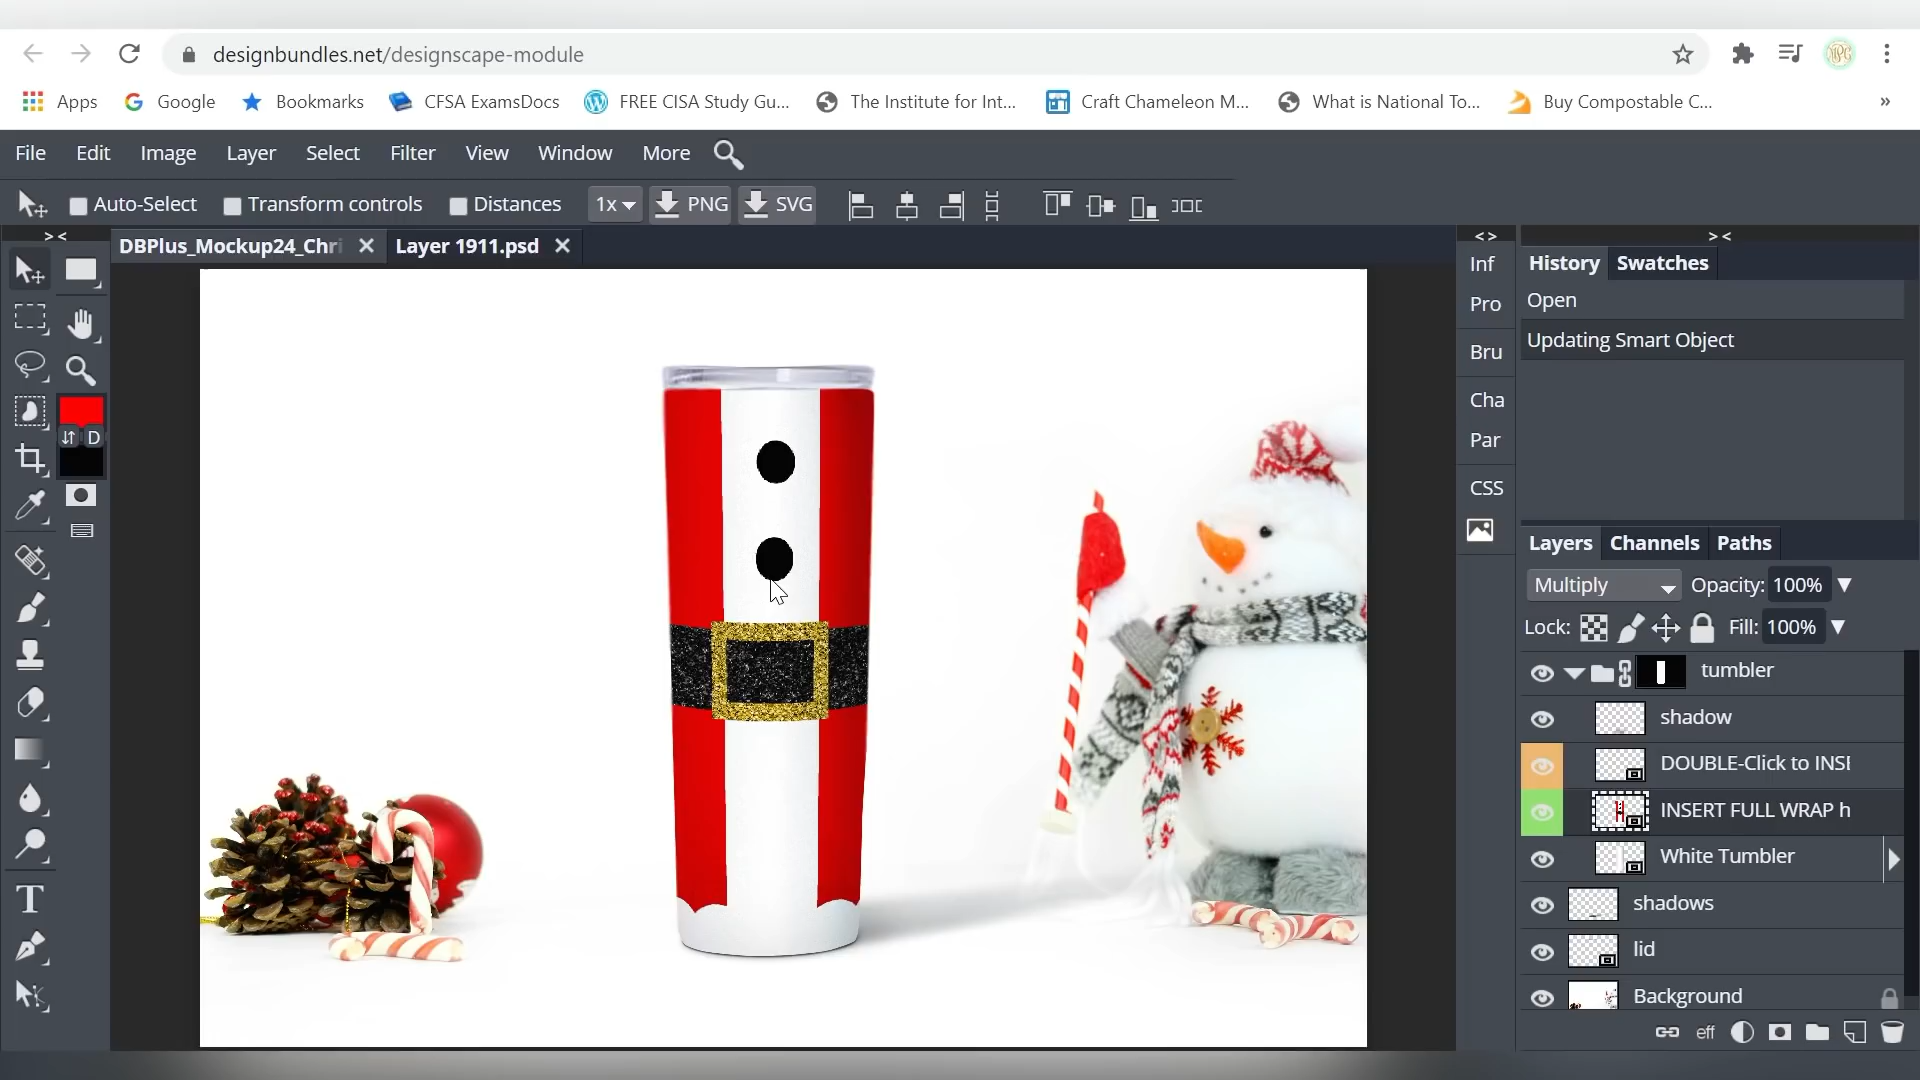 designbundles.net/designscape-module
Apps Google Bookmarks CFSA ExamsDocs FREE CISA Study Gu... The Institute for Int... Craft Chameleon M... What is National To... Buy Compostable C... »
File Edit Image Layer Select Filter View Window More
Auto-Select Transform controls Distances 1x PNG SVG
> < < > > <
DBPlus_Mockup24_Chri Layer 1911.psd
Inf
Pro
Bru
Cha
Par
CSS
History Swatches
Open
Updating Smart Object
D
T
Layers Channels Paths
Multiply Opacity: 100%
Lock: Fill: 100%
tumbler
shadow
DOUBLE-Click to INSE
INSERT FULL WRAP h
White Tumbler
shadows
lid
Background
eff